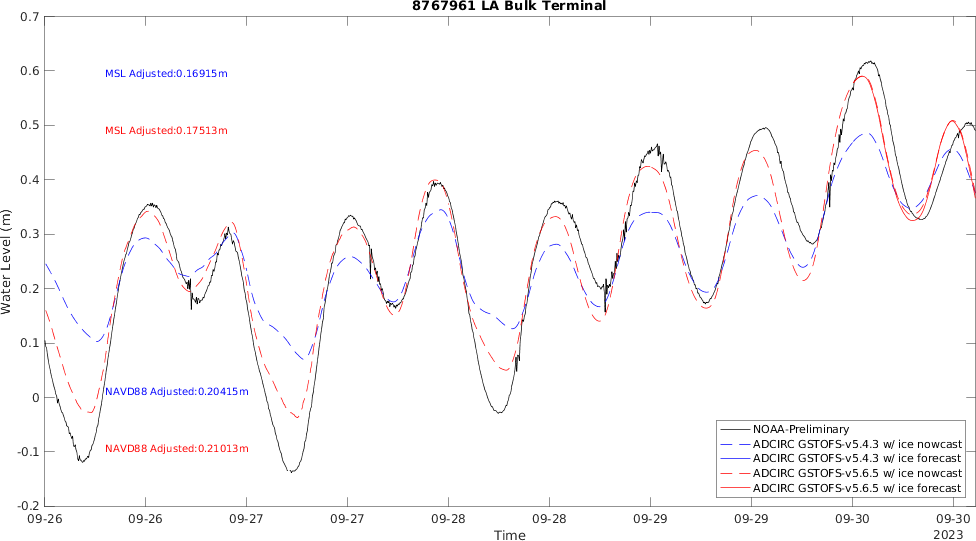 8767961 LA Bulk Terminal
0.7
0.6
0.5
0.4
0.3
0.2
0.1
0
-0.1
-0.2
Water Level (m)
MSL Adjusted:0.16915m
MSL Adjusted:0.17513m
NAVD88 Adjusted:0.20415m
NAVD88 Adjusted:0.21013m
NOAA-Preliminary
ADCIRC GSTOFS-v5.4.3 w/ ice nowcast
ADCIRC GSTOFS-v5.4.3 w/ ice forecast
ADCIRC GSTOFS-v5.6.5 w/ ice nowcast
ADCIRC GSTOFS-v5.6.5 w/ ice forecast
09-26 09-26 09-27 09-27 09-28 09-28 09-29 09-29 09-30 09-30
Time
2023